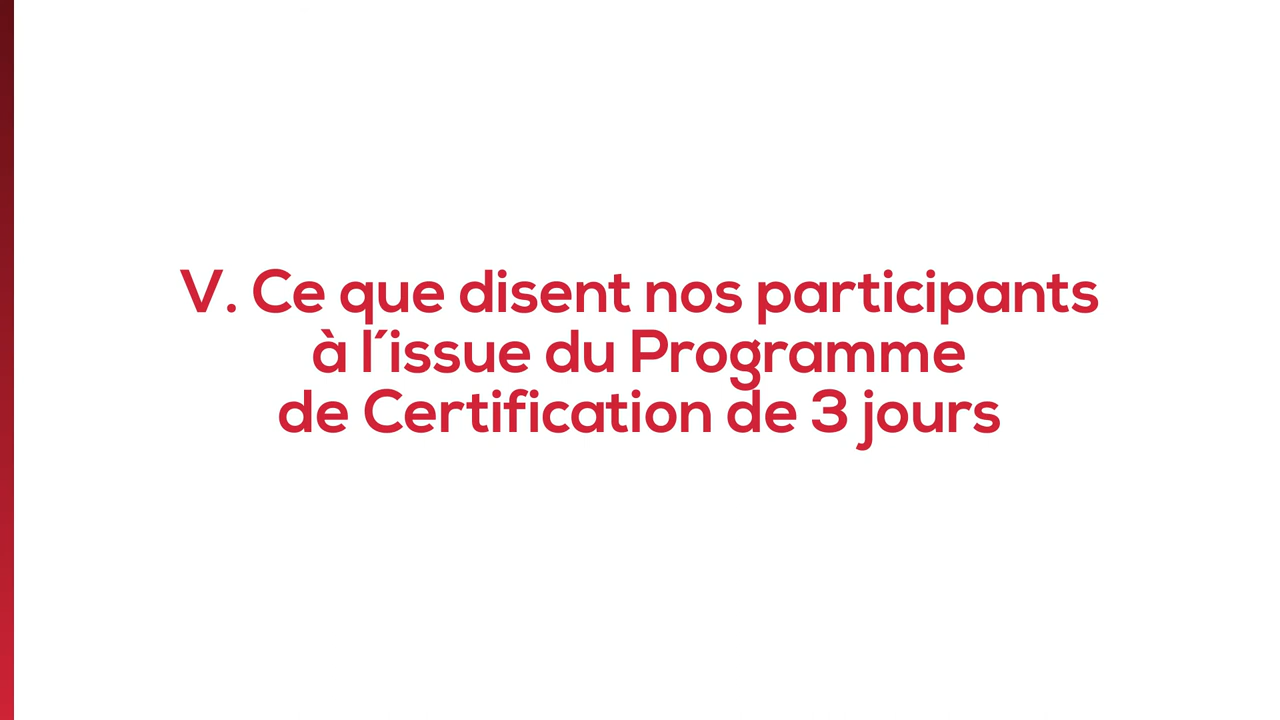 V. Ce que disent nos participants
à l´issue du Programme
de Certification de 3 jours